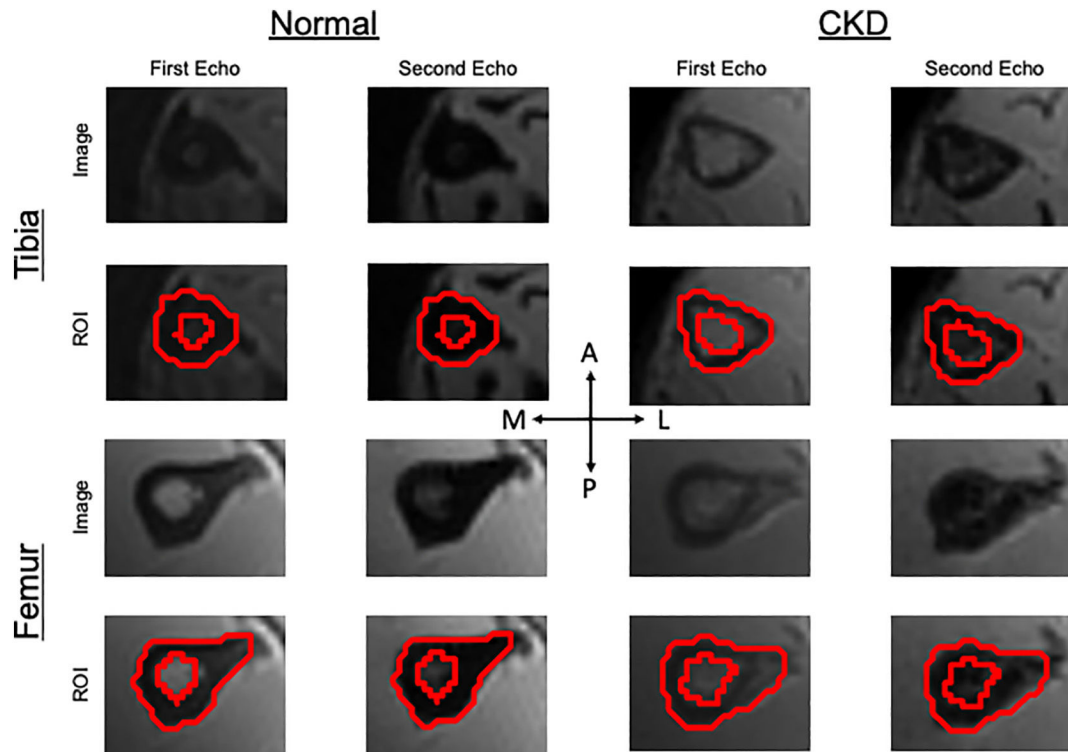 Normal
CKD
First Echo
Second Echo
First Echo
Second Echo
Tibia
Image
ROI
A
M
L
P
Femur
Image
ROI